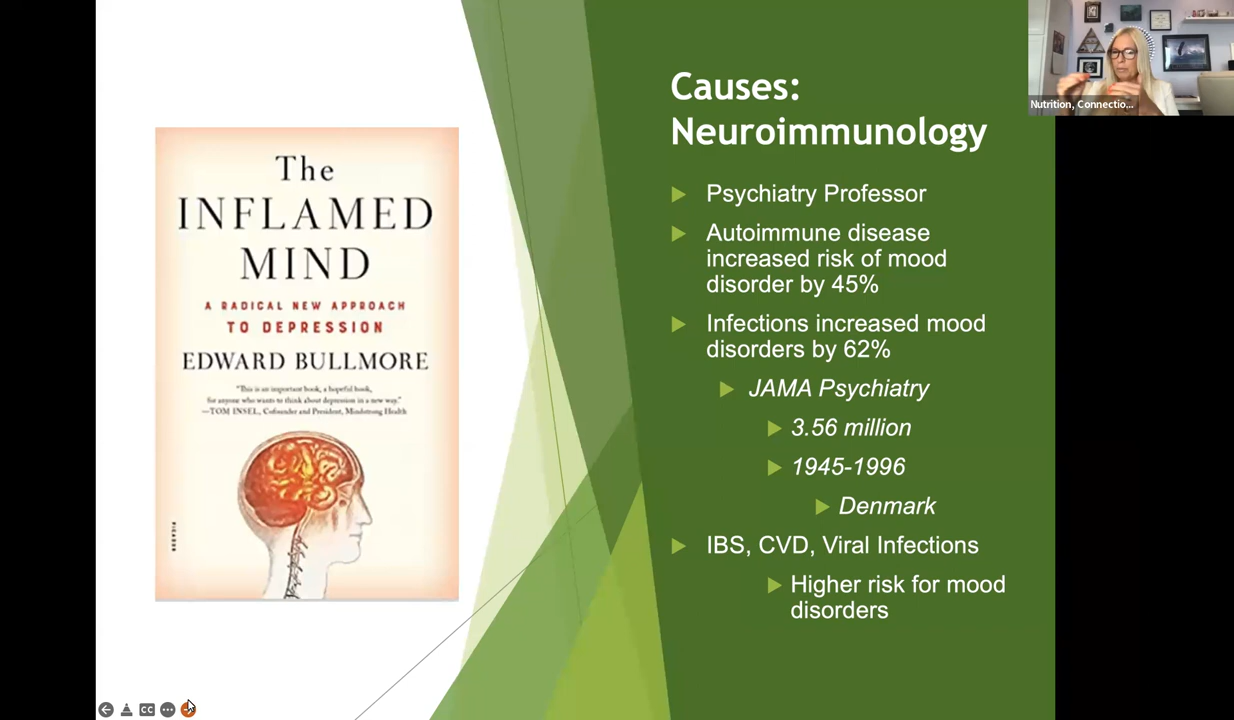 The
INFLAMED
MIND
A RADICAL NEW APPROACH
TO DEPRESSION
EDWARD BULLMORE
"This is an important book, a hopeful book,
for anyone who wants to think about depression in a new way."
—TOM INSEL, Cofounder and President, Mindstrong Health
PICADOR
Causes:
Neuroimmunology
Psychiatry Professor
Autoimmune disease
increased risk of mood
disorder by 45%
Infections increased mood
disorders by 62%
JAMA Psychiatry
3.56 million
1945-1996
Denmark
IBS, CVD, Viral Infections
Higher risk for mood
disorders
Nutrition, Connectio...
CC